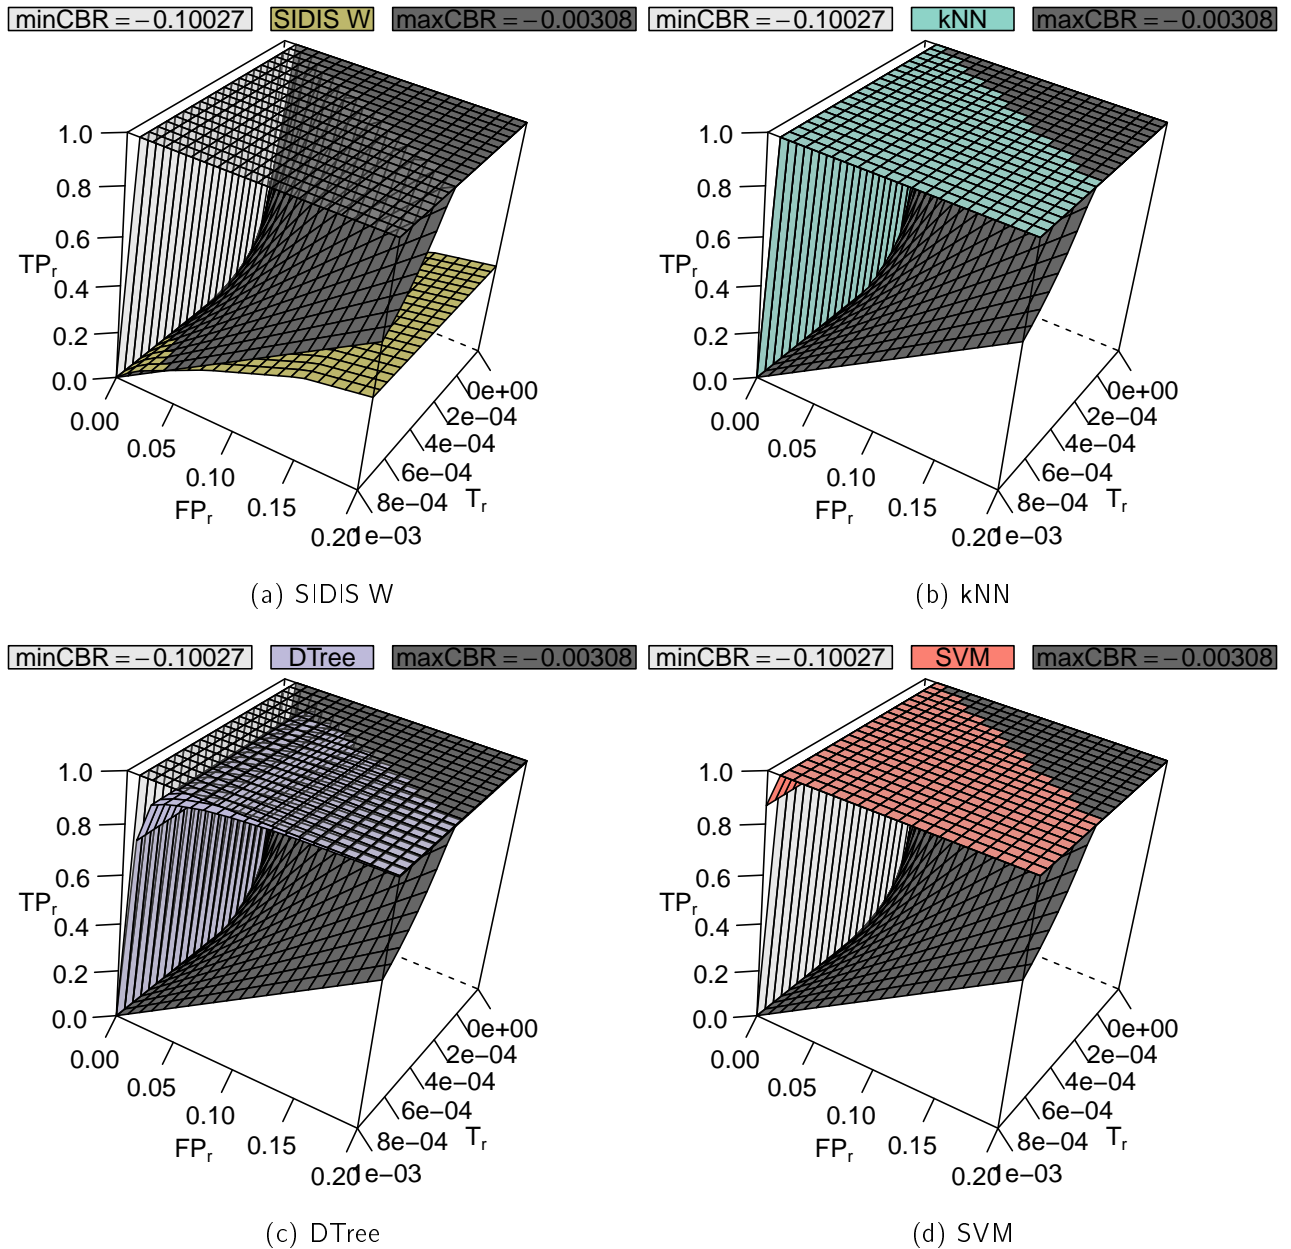 minCBR = −0.10027 SIDIS W maxCBR = −0.00308 minCBR = −0.10027 kNN maxCBR = −0.00308
1.0 1.0
0.8 0.8
0.6 0.6
TPr TPr
0.4 0.4
0.2 0.2
0.0 0.0
0e+00 0e+00
0.00 2e−04 0.00 2e−04
0.05 4e−04 0.05 4e−04
0.10 6e−04 0.10 6e−04
FPr 0.15 8e−04 Tr FPr 0.15 8e−04 Tr
0.20 1e−03 0.20 1e−03
(a) SIDIS W (b) kNN
minCBR = −0.10027 DTree maxCBR = −0.00308 minCBR = −0.10027 SVM maxCBR = −0.00308
1.0 1.0
0.8 0.8
0.6 0.6
TPr TPr
0.4 0.4
0.2 0.2
0.0 0.0
0e+00 0e+00
0.00 2e−04 0.00 2e−04
0.05 4e−04 0.05 4e−04
0.10 6e−04 0.10 6e−04
FPr 0.15 8e−04 Tr FPr 0.15 8e−04 Tr
0.20 1e−03 0.20 1e−03
(c) DTree (d) SVM